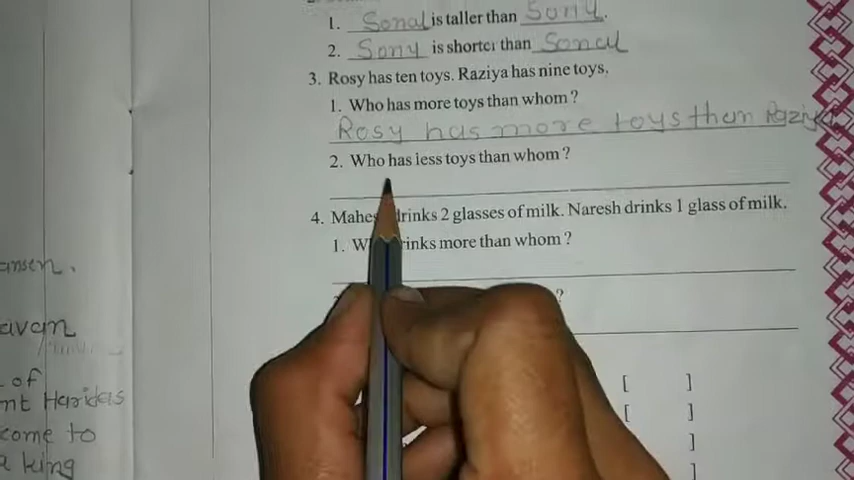 1. Sonal is taller than Sony.
2. Sony is shorter than Sonal
3. Rosy has ten toys. Raziya has nine toys.
1. Who has more toys than whom?
Rosy has more toys than Raziya
2. Who has less toys than whom?
4. Mahes drinks 2 glasses of milk. Naresh drinks 1 glass of milk.
1. W rinks more than whom?
?
ansen.
avan
of [ ]
nt Haridas [ ]
come to ]
a king ]